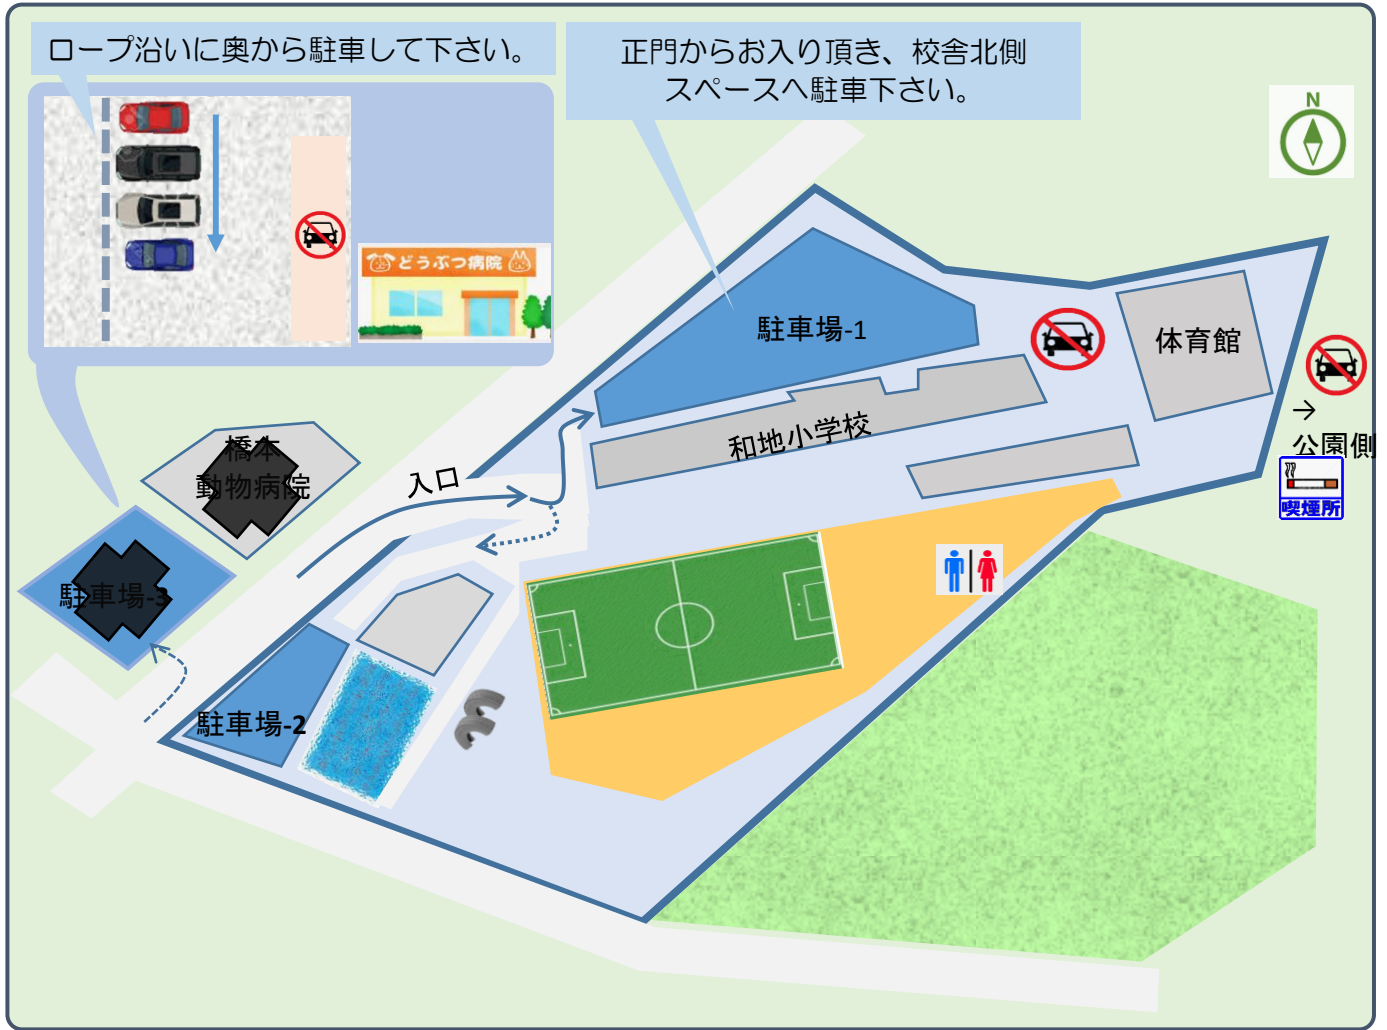 ロープ沿いに奥から駐車して下さい。
正門からお入り頂き、校舎北側
スペースへ駐車下さい。
N
どうぶつ病院
駐車場-1
体育館
→
公園側
喫煙所
和地小学校
橋本
動物病院
入口
駐車場-3
駐車場-2